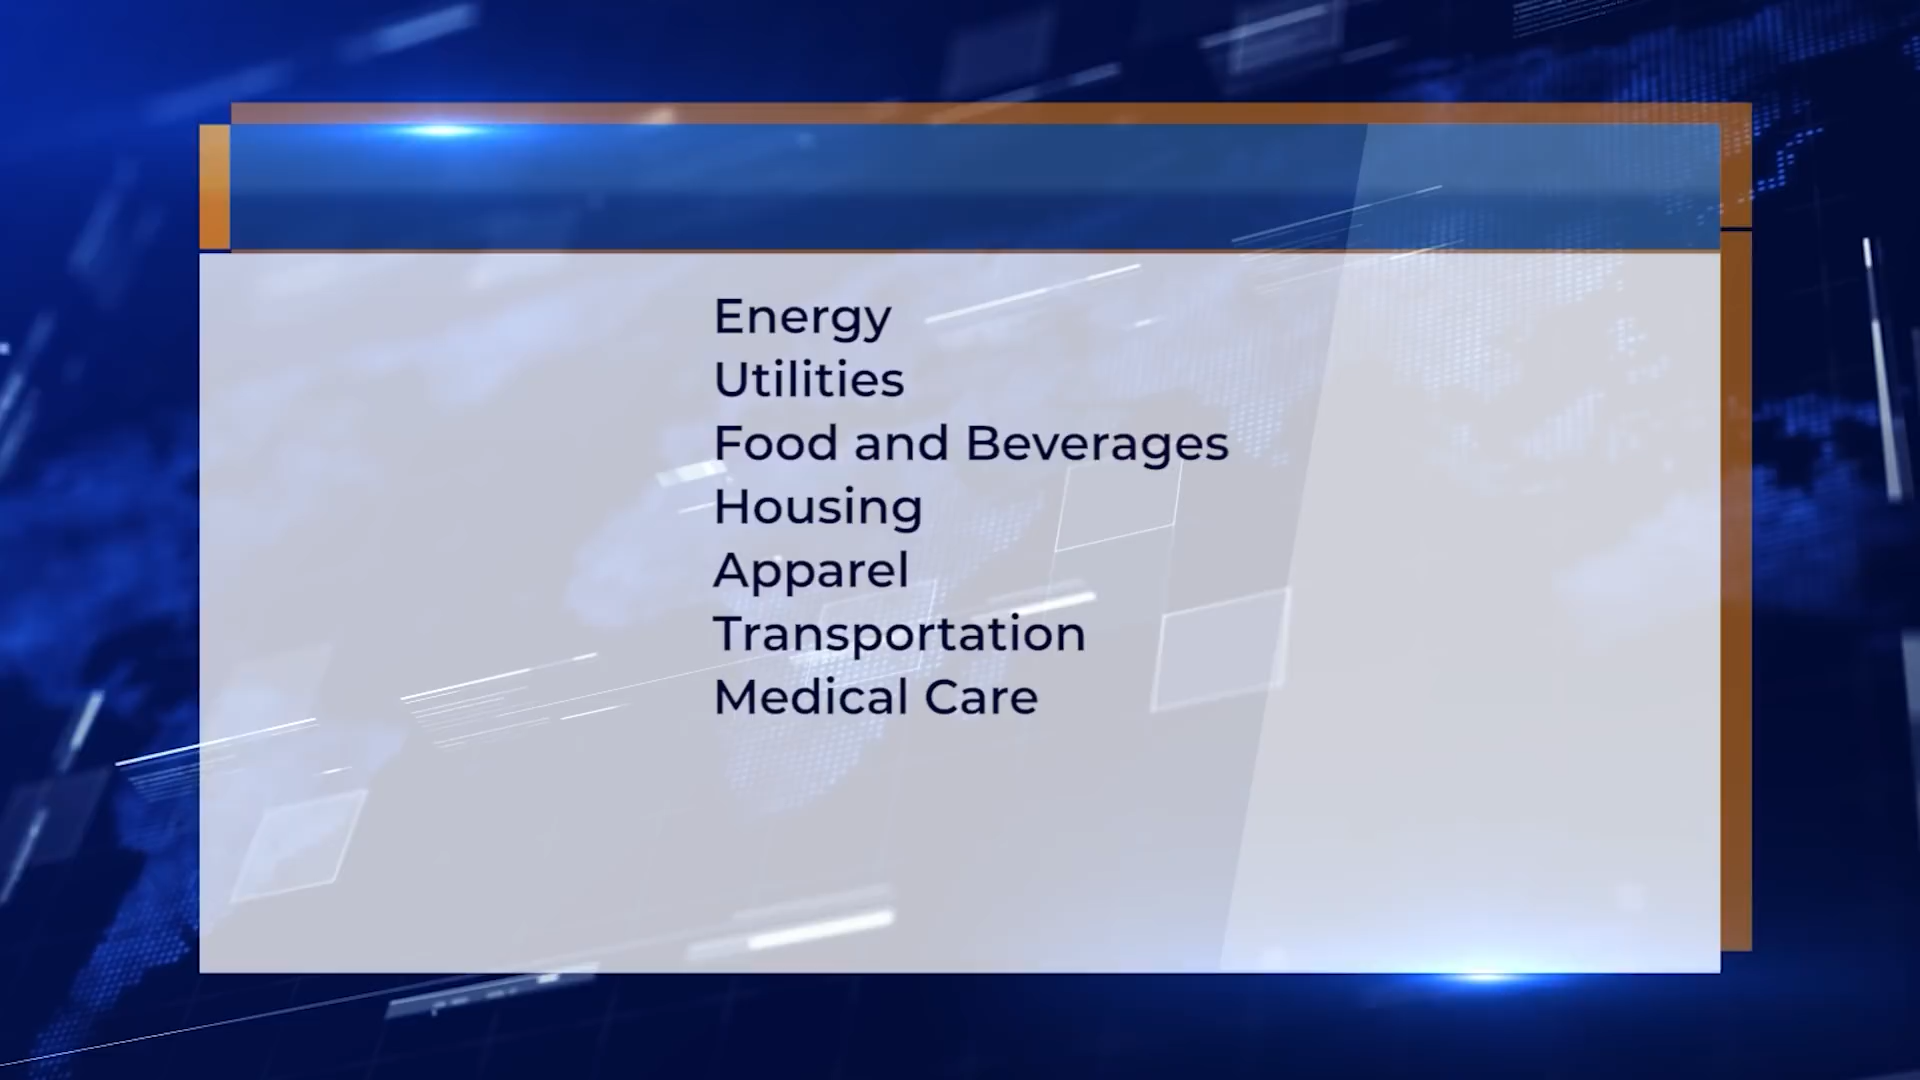 Energy
Utilities
Food and Beverages
Housing
Apparel
Transportation
Medical Care